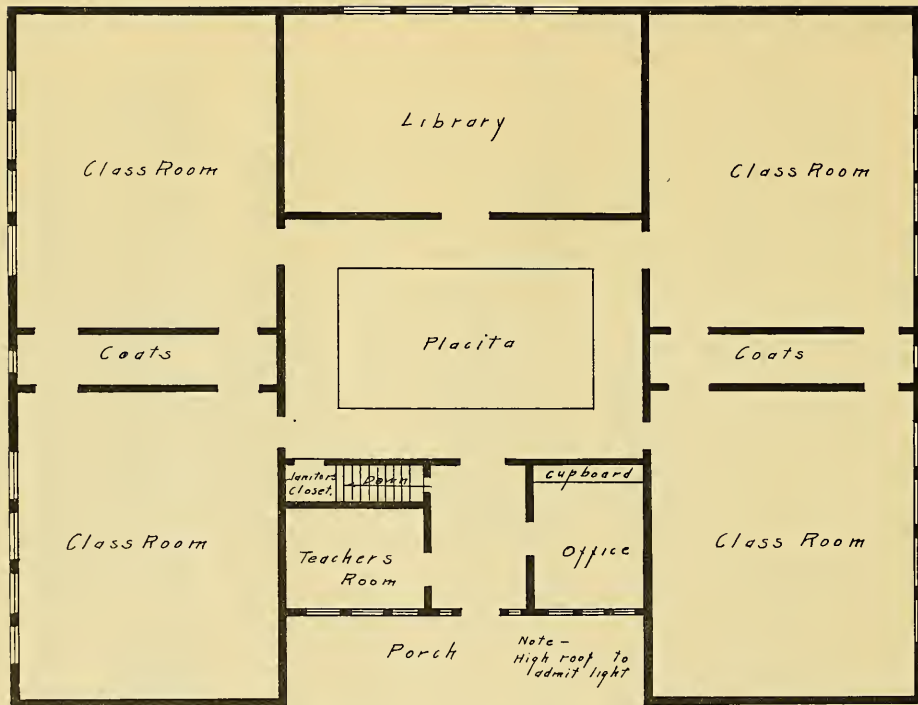 Library
Class Room
Class Room
Placita
Coats
Coats
Janitors
Closet.
Down
Cupboard
Class Room
Teachers
Room
Office
Class Room
Porch
Note –
High roof to
admit light